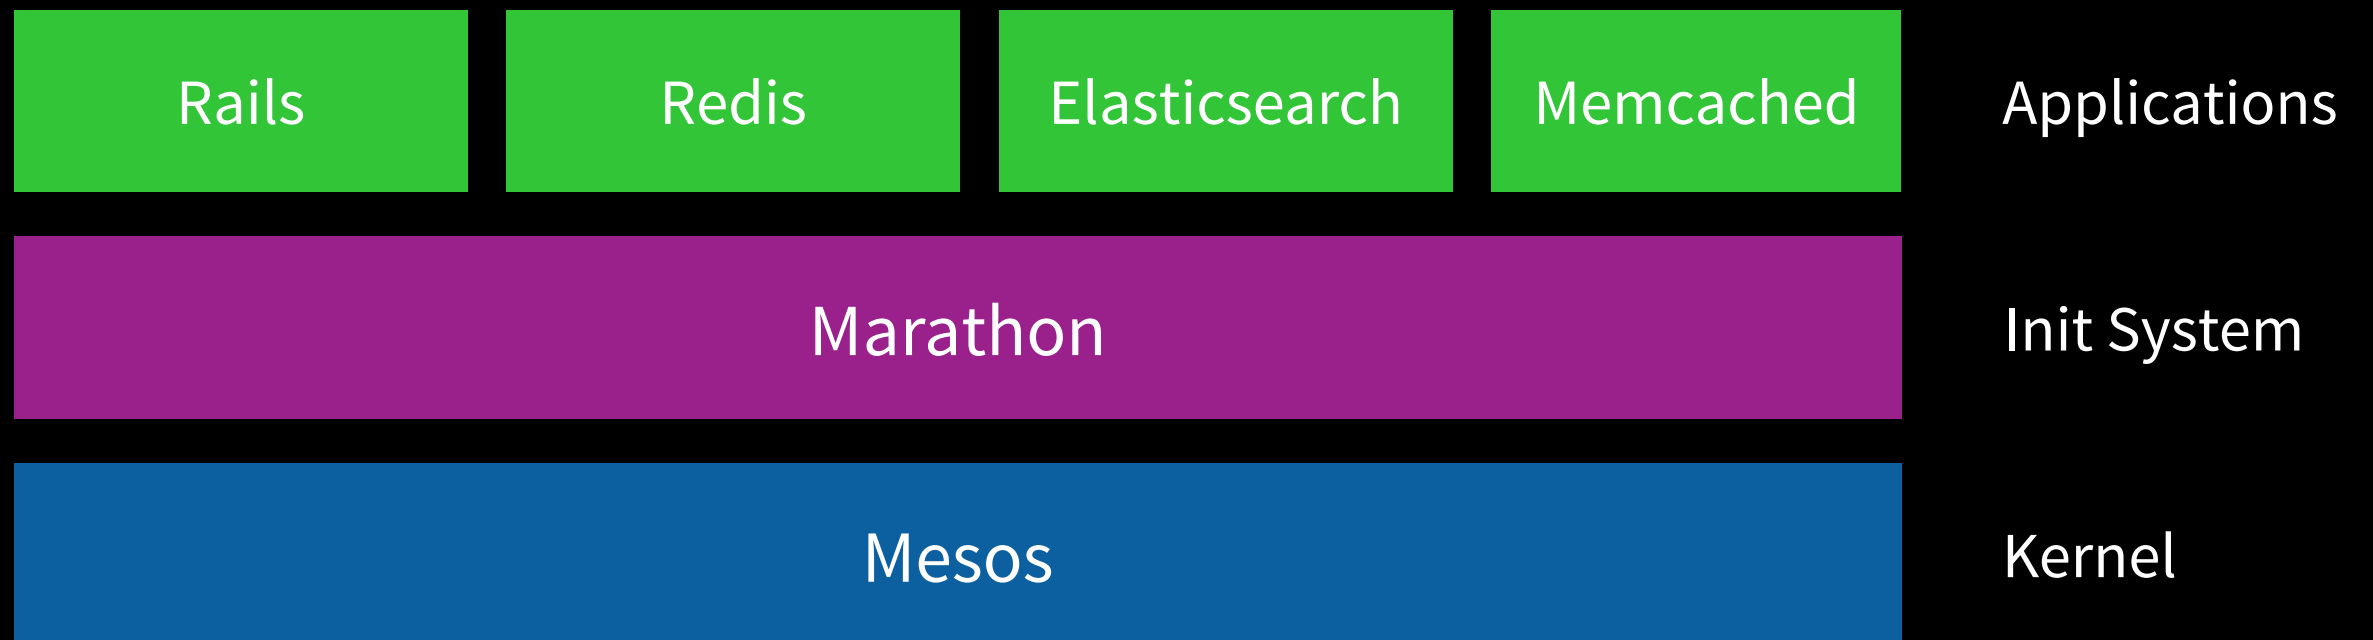 Rails Redis Elasticsearch Memcached Applications
Marathon Init System
Mesos Kernel